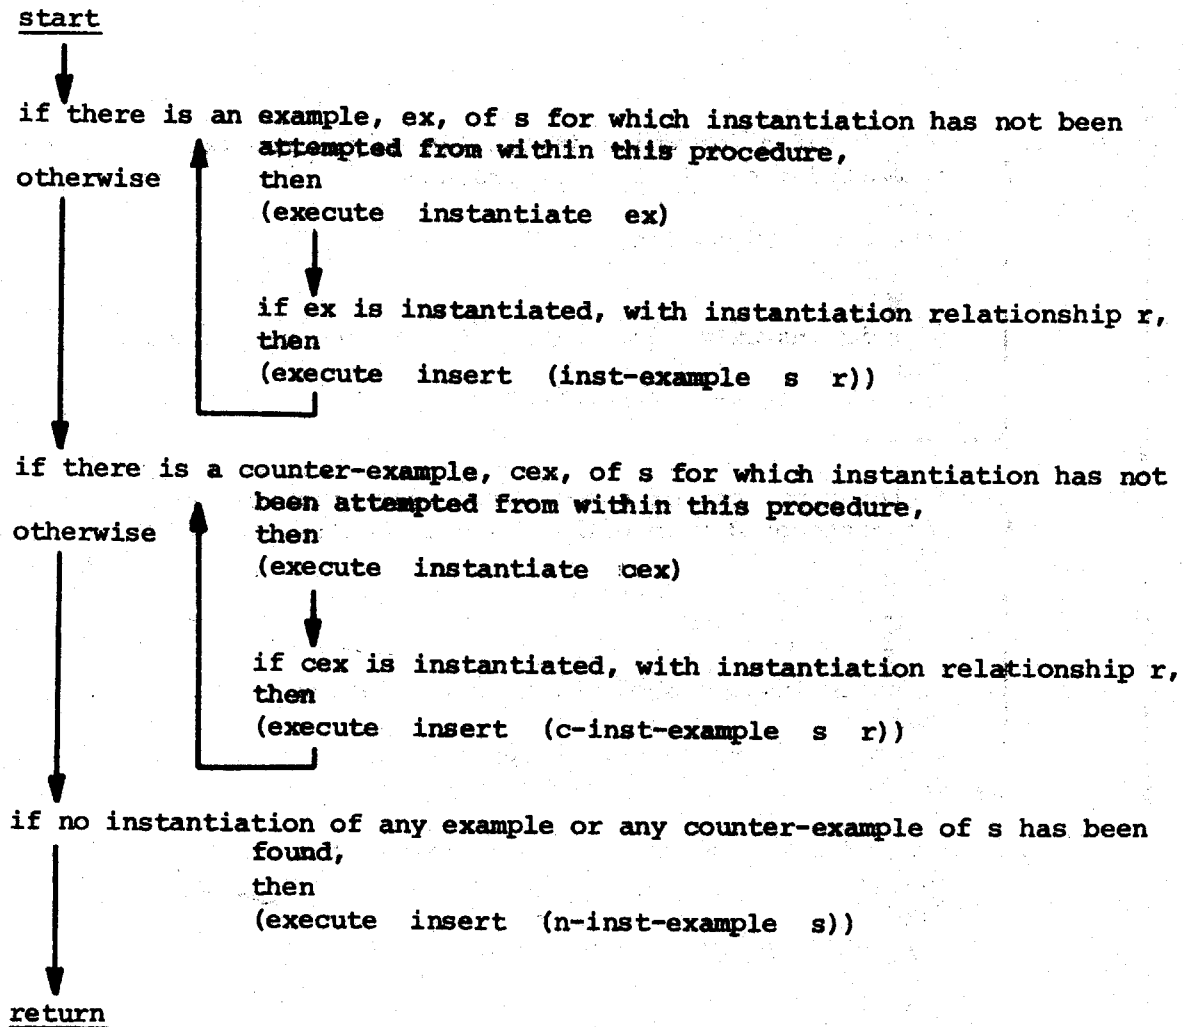 start
if there is an example, ex, of s for which instantiation has not been
attempted from within this procedure,
otherwise then
(execute instantiate ex)
if ex is instantiated, with instantiation relationship r,
then
(execute insert (inst-example s r))
if there is a counter-example, cex, of s for which instantiation has not
been attempted from within this procedure,
otherwise then
(execute instantiate cex)
if cex is instantiated, with instantiation relationship r,
then
(execute insert (c-inst-example s r))
if no instantiation of any example or any counter-example of s has been
found,
then
(execute insert (n-inst-example s))
return